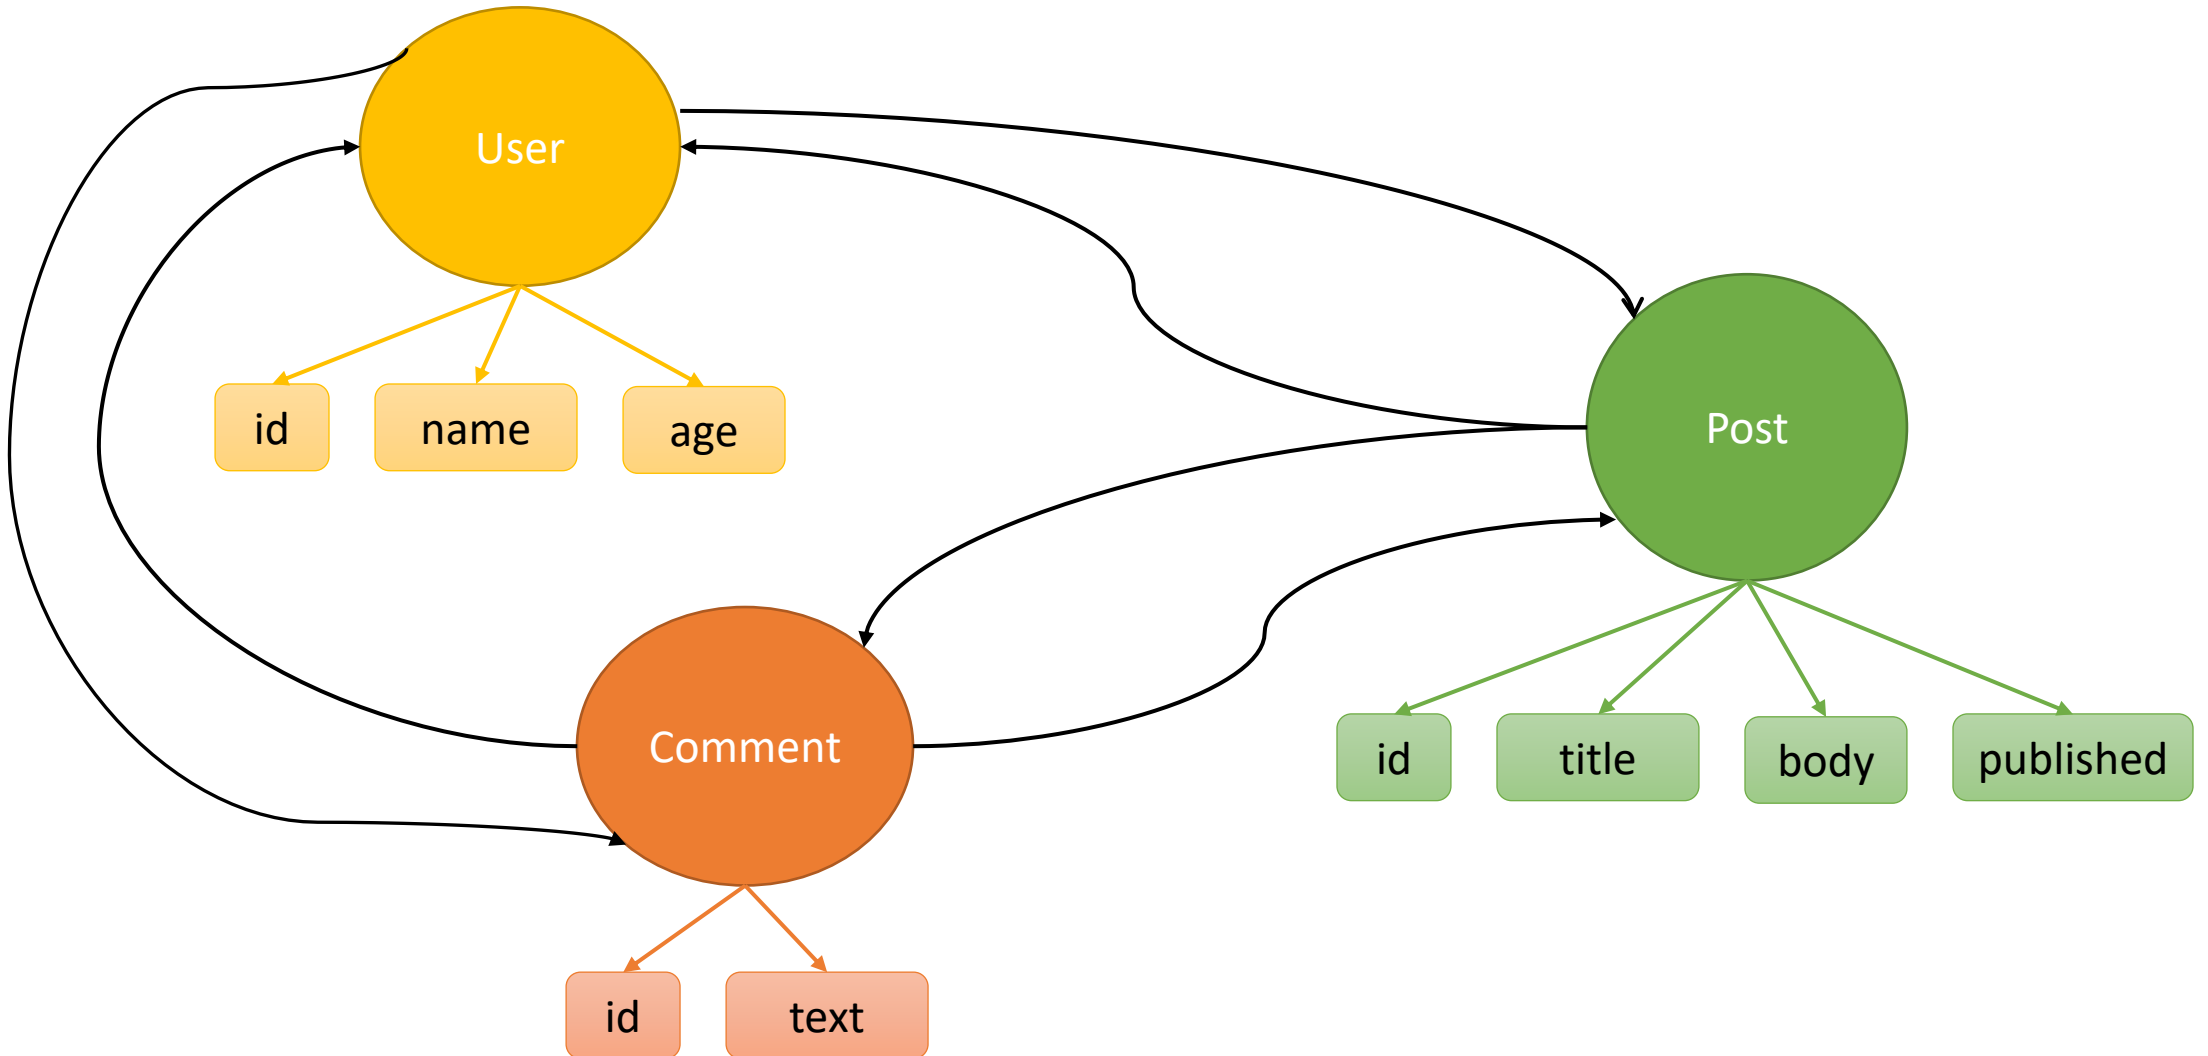 User
id
name
age
Post
Comment
id
title
body
published
id
text